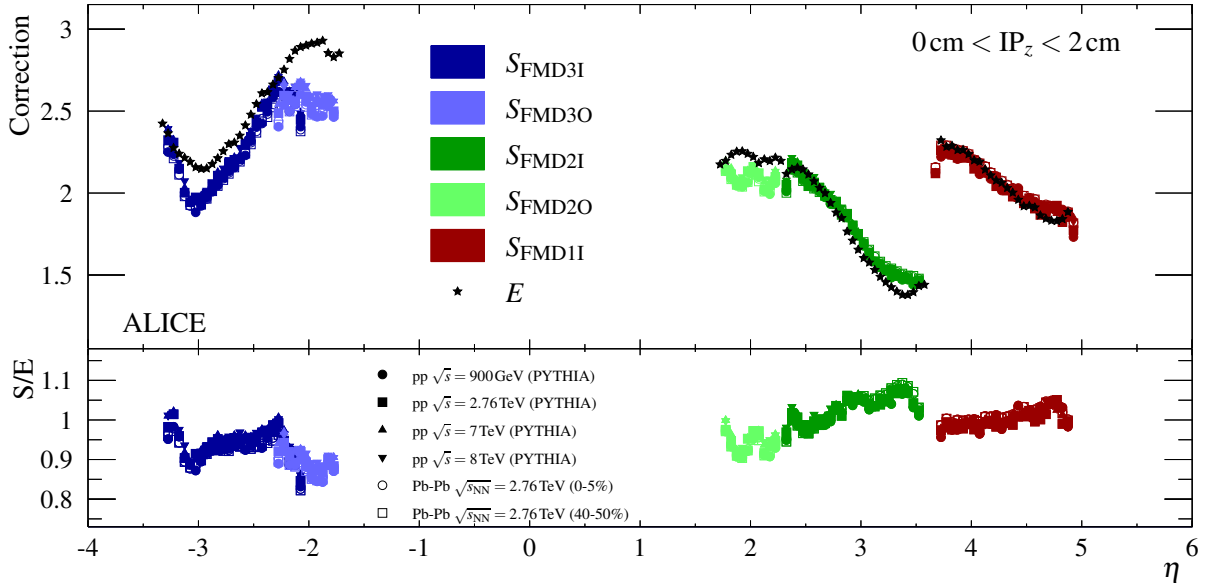 Correction
3
2.5
2
1.5
S_FMD3I
S_FMD3O
S_FMD2I
S_FMD2O
S_FMD1I
E
0 cm < IP_z < 2 cm
ALICE
S/E
1.1
1
0.9
0.8
pp √s = 900 GeV (PYTHIA)
pp √s = 2.76 TeV (PYTHIA)
pp √s = 7 TeV (PYTHIA)
pp √s = 8 TeV (PYTHIA)
Pb-Pb √s_NN = 2.76 TeV (0-5%)
Pb-Pb √s_NN = 2.76 TeV (40-50%)
-4 -3 -2 -1 0 1 2 3 4 5 6
η